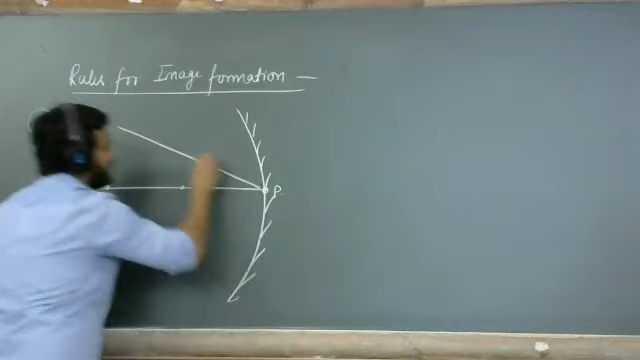 Rules for Image formation —
P